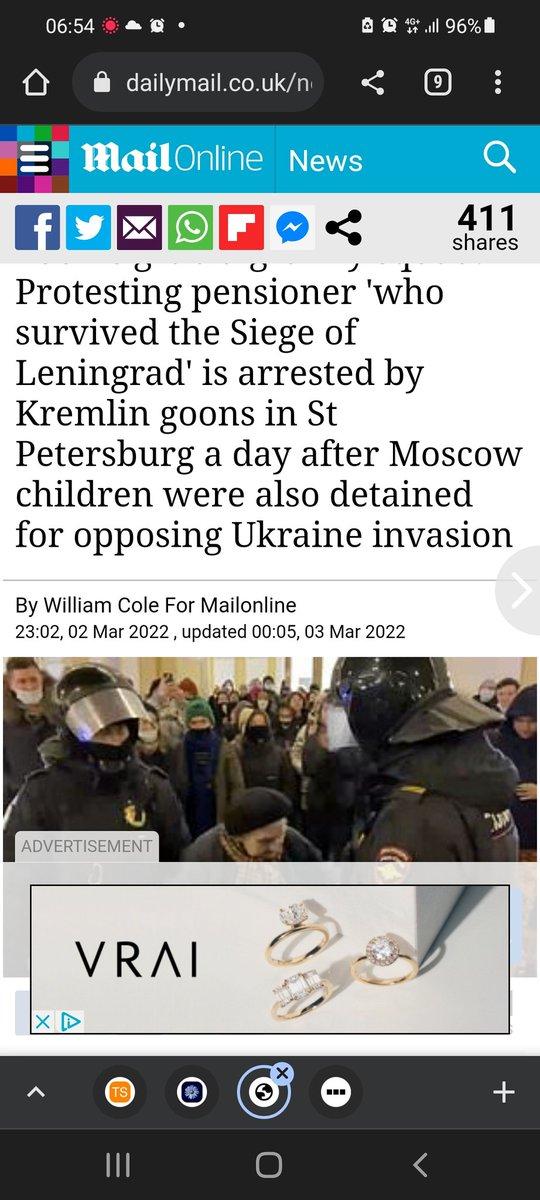 06:54
4G+
96%
dailymail.co.uk/n
9
Mail Online
News
411
shares
Protesting pensioner 'who
survived the Siege of
Leningrad' is arrested by
Kremlin goons in St
Petersburg a day after Moscow
children were also detained
for opposing Ukraine invasion
By William Cole For Mailonline
23:02, 02 Mar 2022 , updated 00:05, 03 Mar 2022
ADVERTISEMENT
VRAI
TS